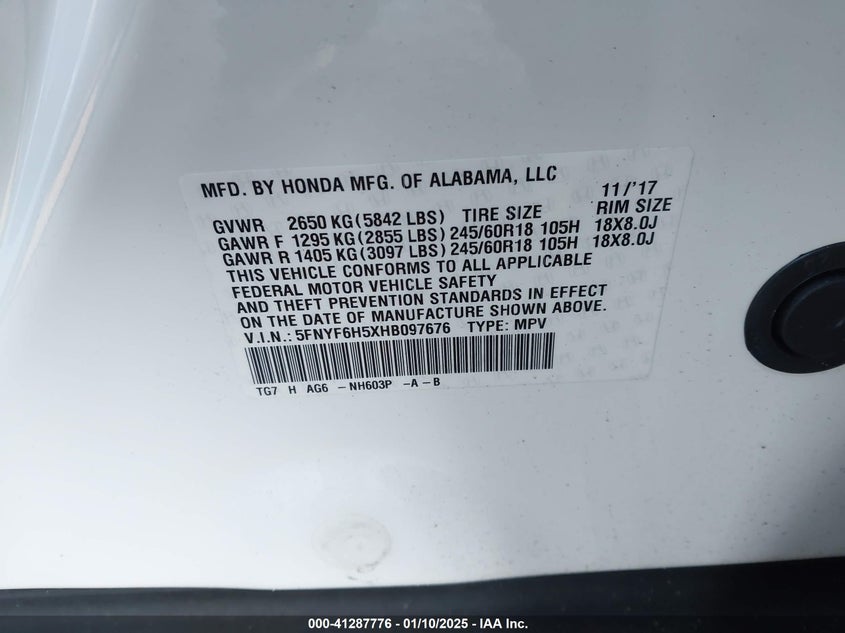 MFD. BY HONDA MFG. OF ALABAMA, LLC 11/'17
GVWR 2650 KG(5842 LBS) TIRE SIZE RIM SIZE
GAWR F 1295 KG(2855 LBS) 245/60R18 105H 18X8.0J
GAWR R 1405 KG(3097 LBS) 245/60R18 105H 18X8.0J
THIS VEHICLE CONFORMS TO ALL APPLICABLE
FEDERAL MOTOR VEHICLE SAFETY
AND THEFT PREVENTION STANDARDS IN EFFECT
ON THE DATE OF MANUFACTURE SHOWN ABOVE.
V.I.N.: 5FNYF6H5XHB097676 TYPE: MPV
TG7 H AG6 -NH603P -A-B
000-41287776 - 01/10/2025 - IAA Inc.